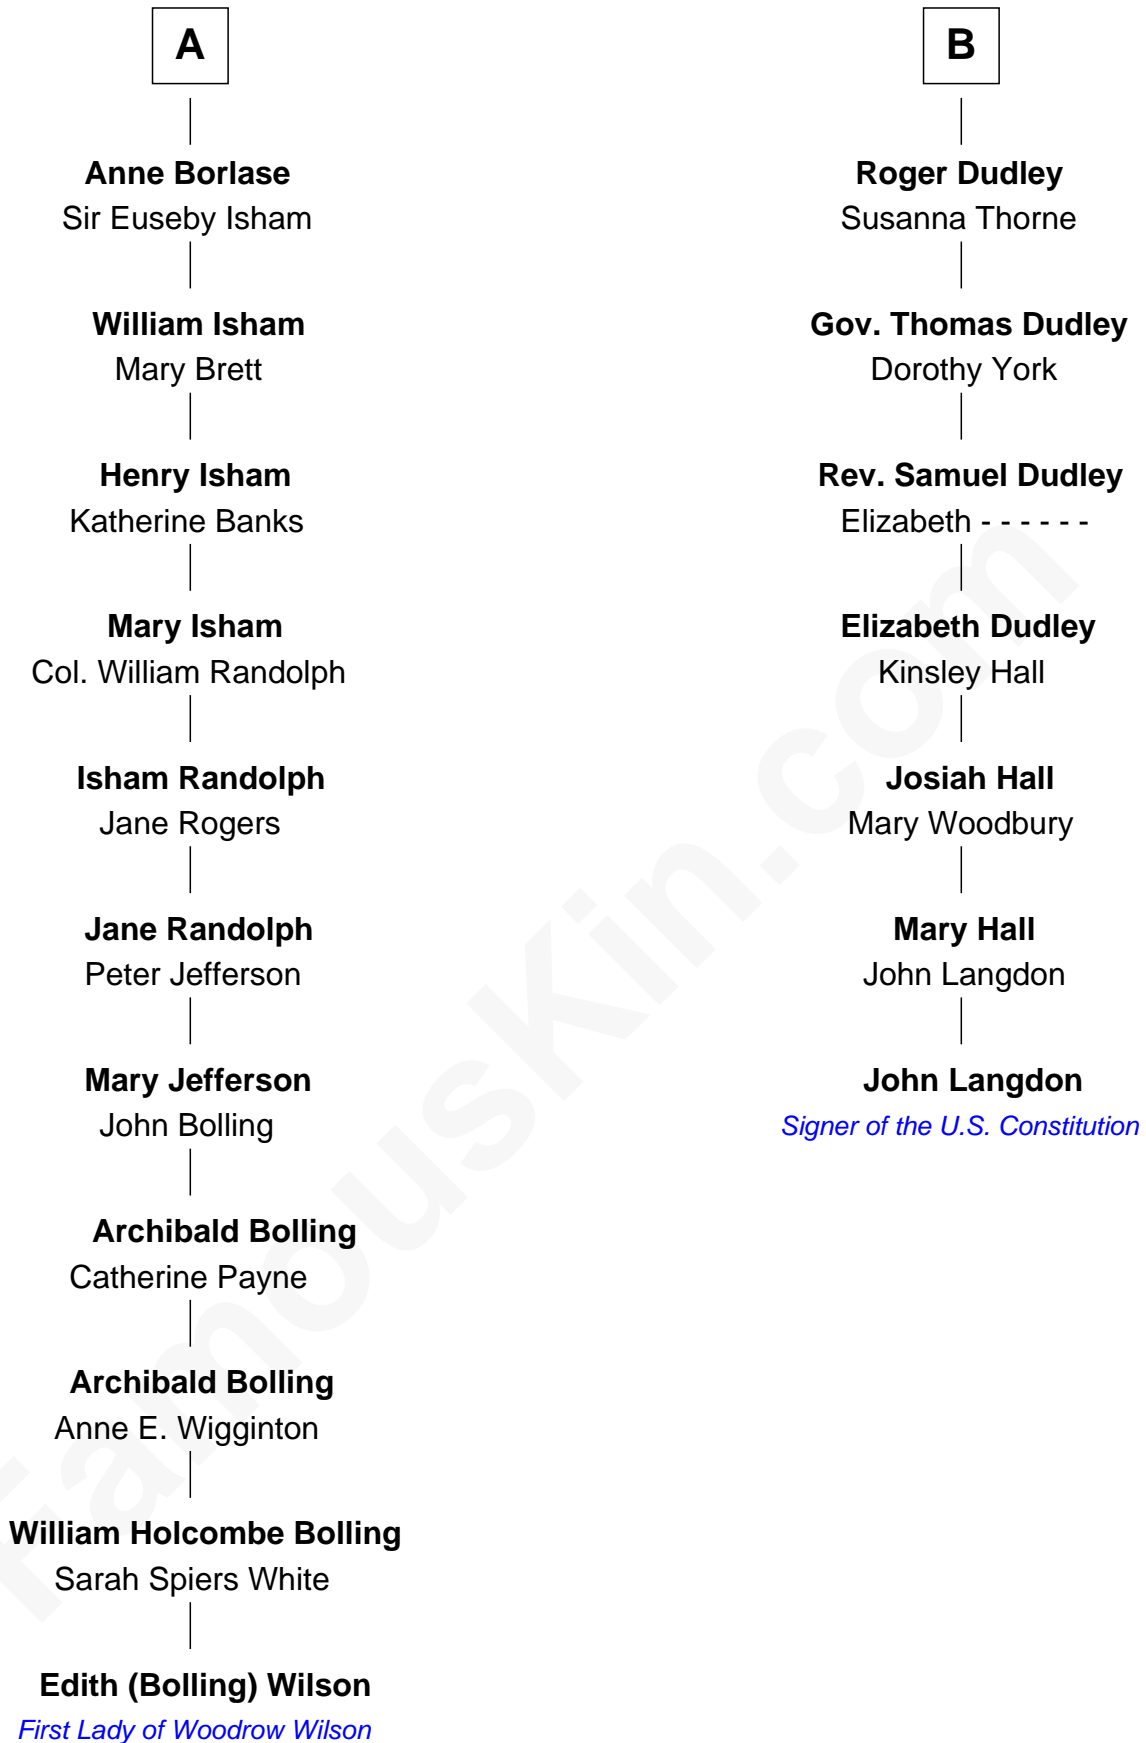 A
Anne Borlase
Sir Euseby Isham
William Isham
Mary Brett
Henry Isham
Katherine Banks
Mary Isham
Col. William Randolph
Isham Randolph
Jane Rogers
Jane Randolph
Peter Jefferson
Mary Jefferson
John Bolling
Archibald Bolling
Catherine Payne
Archibald Bolling
Anne E. Wigginton
William Holcombe Bolling
Sarah Spiers White
Edith (Bolling) Wilson
First Lady of Woodrow Wilson
B
Roger Dudley
Susanna Thorne
Gov. Thomas Dudley
Dorothy York
Rev. Samuel Dudley
Elizabeth - - - - - -
Elizabeth Dudley
Kinsley Hall
Josiah Hall
Mary Woodbury
Mary Hall
John Langdon
John Langdon
Signer of the U.S. Constitution
FamousKin.com